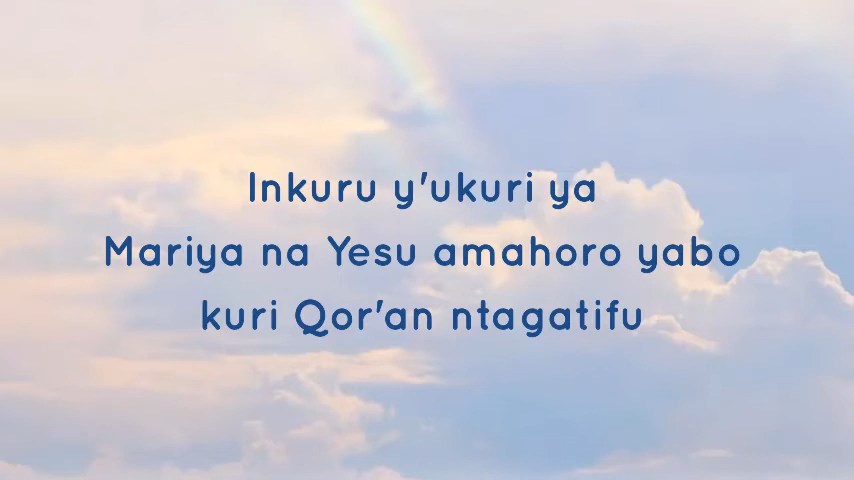 Inkuru y'ukuri ya
Mariya na Yesu amahoro yabo
kuri Qor'an ntagatifu